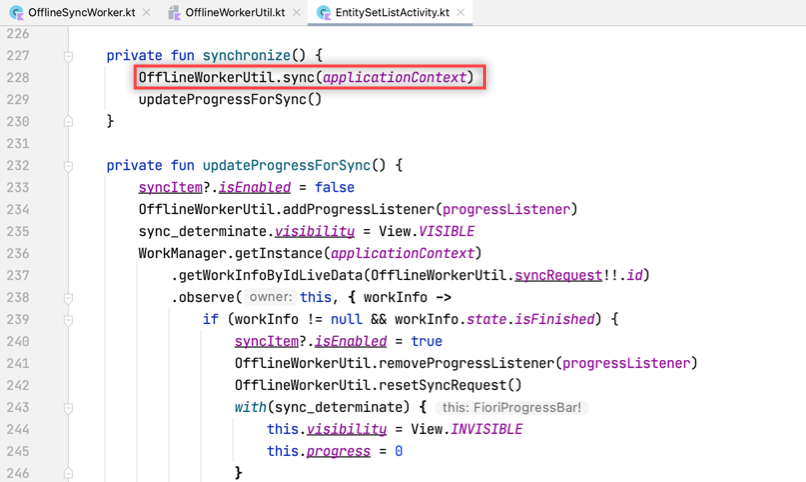 OfflineSyncWorker.kt × OfflineWorkerUtil.kt × EntitySetListActivity.kt ×
226
227 private fun synchronize() {
228 OfflineWorkerUtil.sync(applicationContext)
229 updateProgressForSync()
230 }
231
232 private fun updateProgressForSync() {
233 syncItem?.isEnabled = false
234 OfflineWorkerUtil.addProgressListener(progressListener)
235 sync_determinate.visibility = View.VISIBLE
236 WorkManager.getInstance(applicationContext)
237 .getWorkInfoByIdLiveData(OfflineWorkerUtil.syncRequest!!.id)
238 .observe( owner: this, { workInfo ->
239 if (workInfo != null && workInfo.state.isFinished) {
240 syncItem?.isEnabled = true
241 OfflineWorkerUtil.removeProgressListener(progressListener)
242 OfflineWorkerUtil.resetSyncRequest()
243 with(sync_determinate) { this: FioriProgressBar!
244 this.visibility = View.INVISIBLE
245 this.progress = 0
246 }